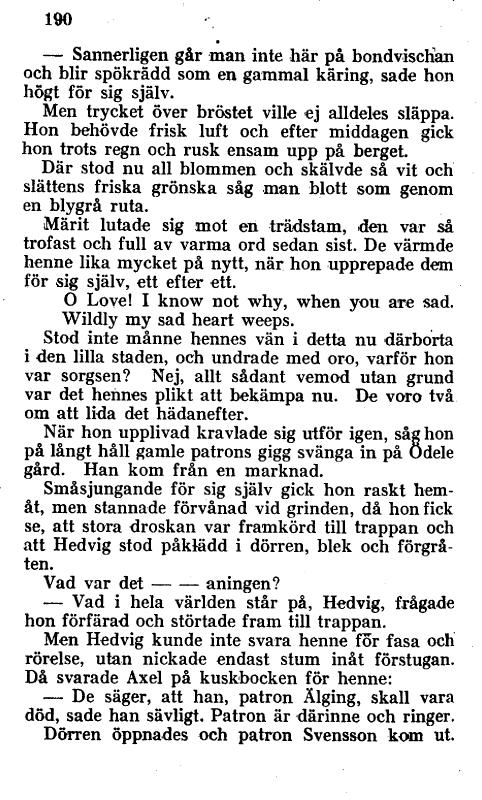 190
— Sannerligen går man inte här på bondvischan
och blir spökrädd som en gammal käring, sade hon
högt för sig själv.
Men trycket över bröstet ville ej alldeles släppa.
Hon behövde frisk luft och efter middagen gick
hon trots regn och rusk ensam upp på berget.
Där stod nu all blommen och skälvde så vit och
slättens friska grönska såg man blott som genom
en blygrå ruta.
Märit lutade sig mot en trädstam, den var så
trofast och full av varma ord sedan sist. De värmde
henne lika mycket på nytt, när hon upprepade dem
för sig själv, ett efter ett.
O Love! I know not why, when you are sad.
Wildly my sad heart weeps.
Stod inte månne hennes vän i detta nu därborta
i den lilla staden, och undrade med oro, varför hon
var sorgsen? Nej, allt sådant vemod utan grund
var det hennes plikt att bekämpa nu. De voro två
om att lida det hädanefter.
När hon upplivad kravlade sig utför igen, såg hon
på långt håll gamle patrons gigg svänga in på Ödele
gård. Han kom från en marknad.
Småsjungande för sig själv gick hon raskt hem-
åt, men stannade förvånad vid grinden, då hon fick
se, att stora droskan var framkörd till trappan och
att Hedvig stod påklädd i dörren, blek och förgrå-
ten.
Vad var det — — aningen?
— Vad i hela världen står på, Hedvig, frågade
hon förfärad och störtade fram till trappan.
Men Hedvig kunde inte svara henne för fasa och
rörelse, utan nickade endast stum inåt förstugan.
Då svarade Axel på kuskbocken för henne:
— De säger, att han, patron Älging, skall vara
död, sade han sävligt. Patron är därinne och ringer.
Dörren öppnades och patron Svensson kom ut.